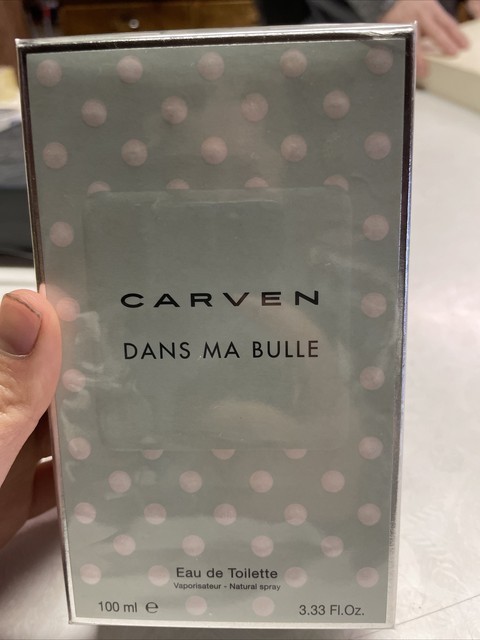 CARVEN
DANS MA BULLE
Eau de Toilette
Vaporisateur - Natural spray
100 ml ℮ 3.33 Fl.Oz.